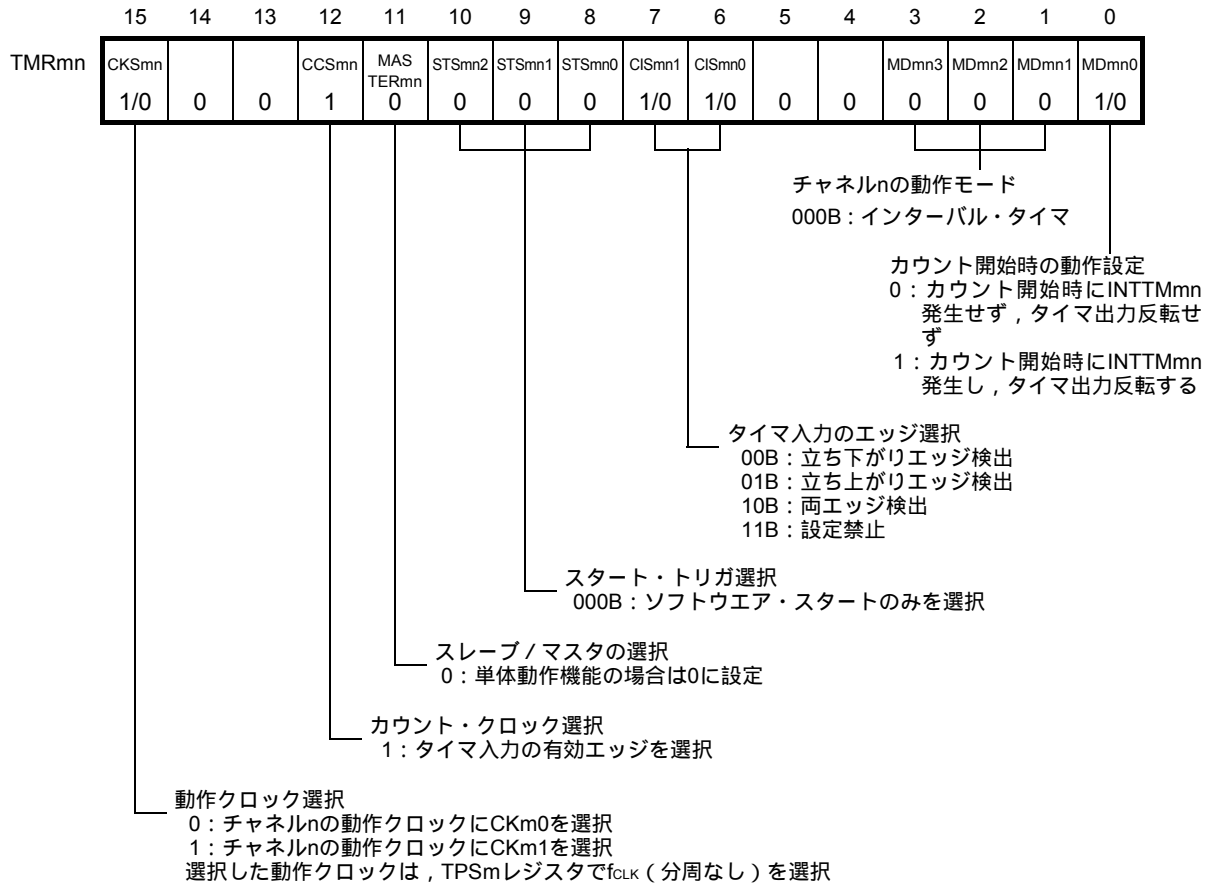 15 14 13 12 11 10 9 8 7 6 5 4 3 2 1 0
TMRmn
CKSmn CCSmn MAS TERmn STSmn2 STSmn1 STSmn0 CISmn1 CISmn0 MDmn3 MDmn2 MDmn1 MDmn0
1/0 0 0 1 0 0 0 0 1/0 1/0 0 0 0 0 0 1/0
チャネルnの動作モード
000B：インターバル・タイマ
カウント開始時の動作設定
0：カウント開始時にINTTMmn
発生せず，タイマ出力反転せ
ず
1：カウント開始時にINTTMmn
発生し，タイマ出力反転する
タイマ入力のエッジ選択
00B：立ち下がりエッジ検出
01B：立ち上がりエッジ検出
10B：両エッジ検出
11B：設定禁止
スタート・トリガ選択
000B：ソフトウエア・スタートのみを選択
スレーブ／マスタの選択
0：単体動作機能の場合は0に設定
カウント・クロック選択
1：タイマ入力の有効エッジを選択
動作クロック選択
0：チャネルnの動作クロックにCKm0を選択
1：チャネルnの動作クロックにCKm1を選択
選択した動作クロックは，TPSmレジスタでfCLK（分周なし）を選択